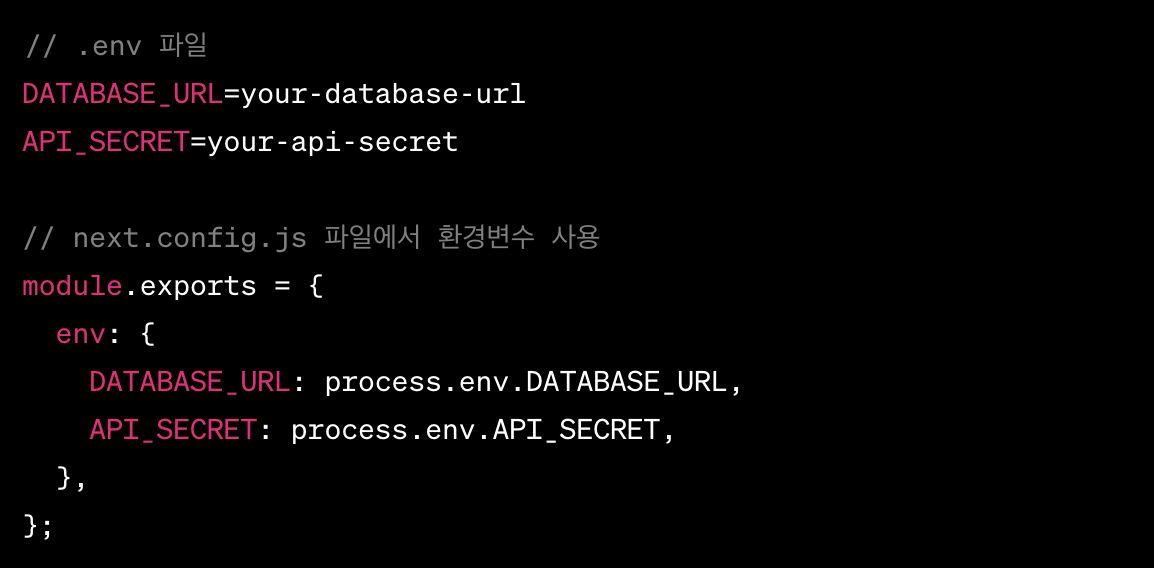 // .env 파일
DATABASE_URL=your-database-url
API_SECRET=your-api-secret
// next.config.js 파일에서 환경변수 사용
module.exports = {
  env: {
    DATABASE_URL: process.env.DATABASE_URL,
    API_SECRET: process.env.API_SECRET,
  },
};